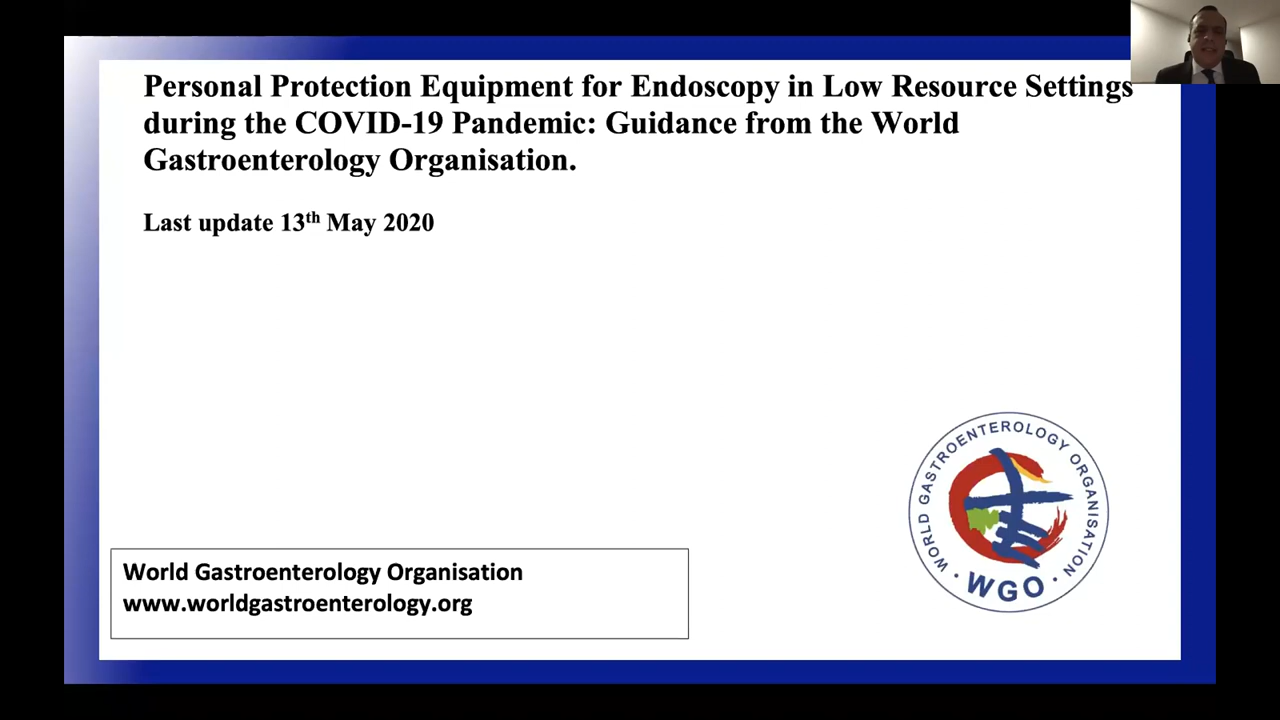 Personal Protection Equipment for Endoscopy in Low Resource Settings
during the COVID-19 Pandemic: Guidance from the World
Gastroenterology Organisation.
Last update 13th May 2020
WORLD GASTROENTEROLOGY ORGANISATION
· WGO ·
World Gastroenterology Organisation
www.worldgastroenterology.org